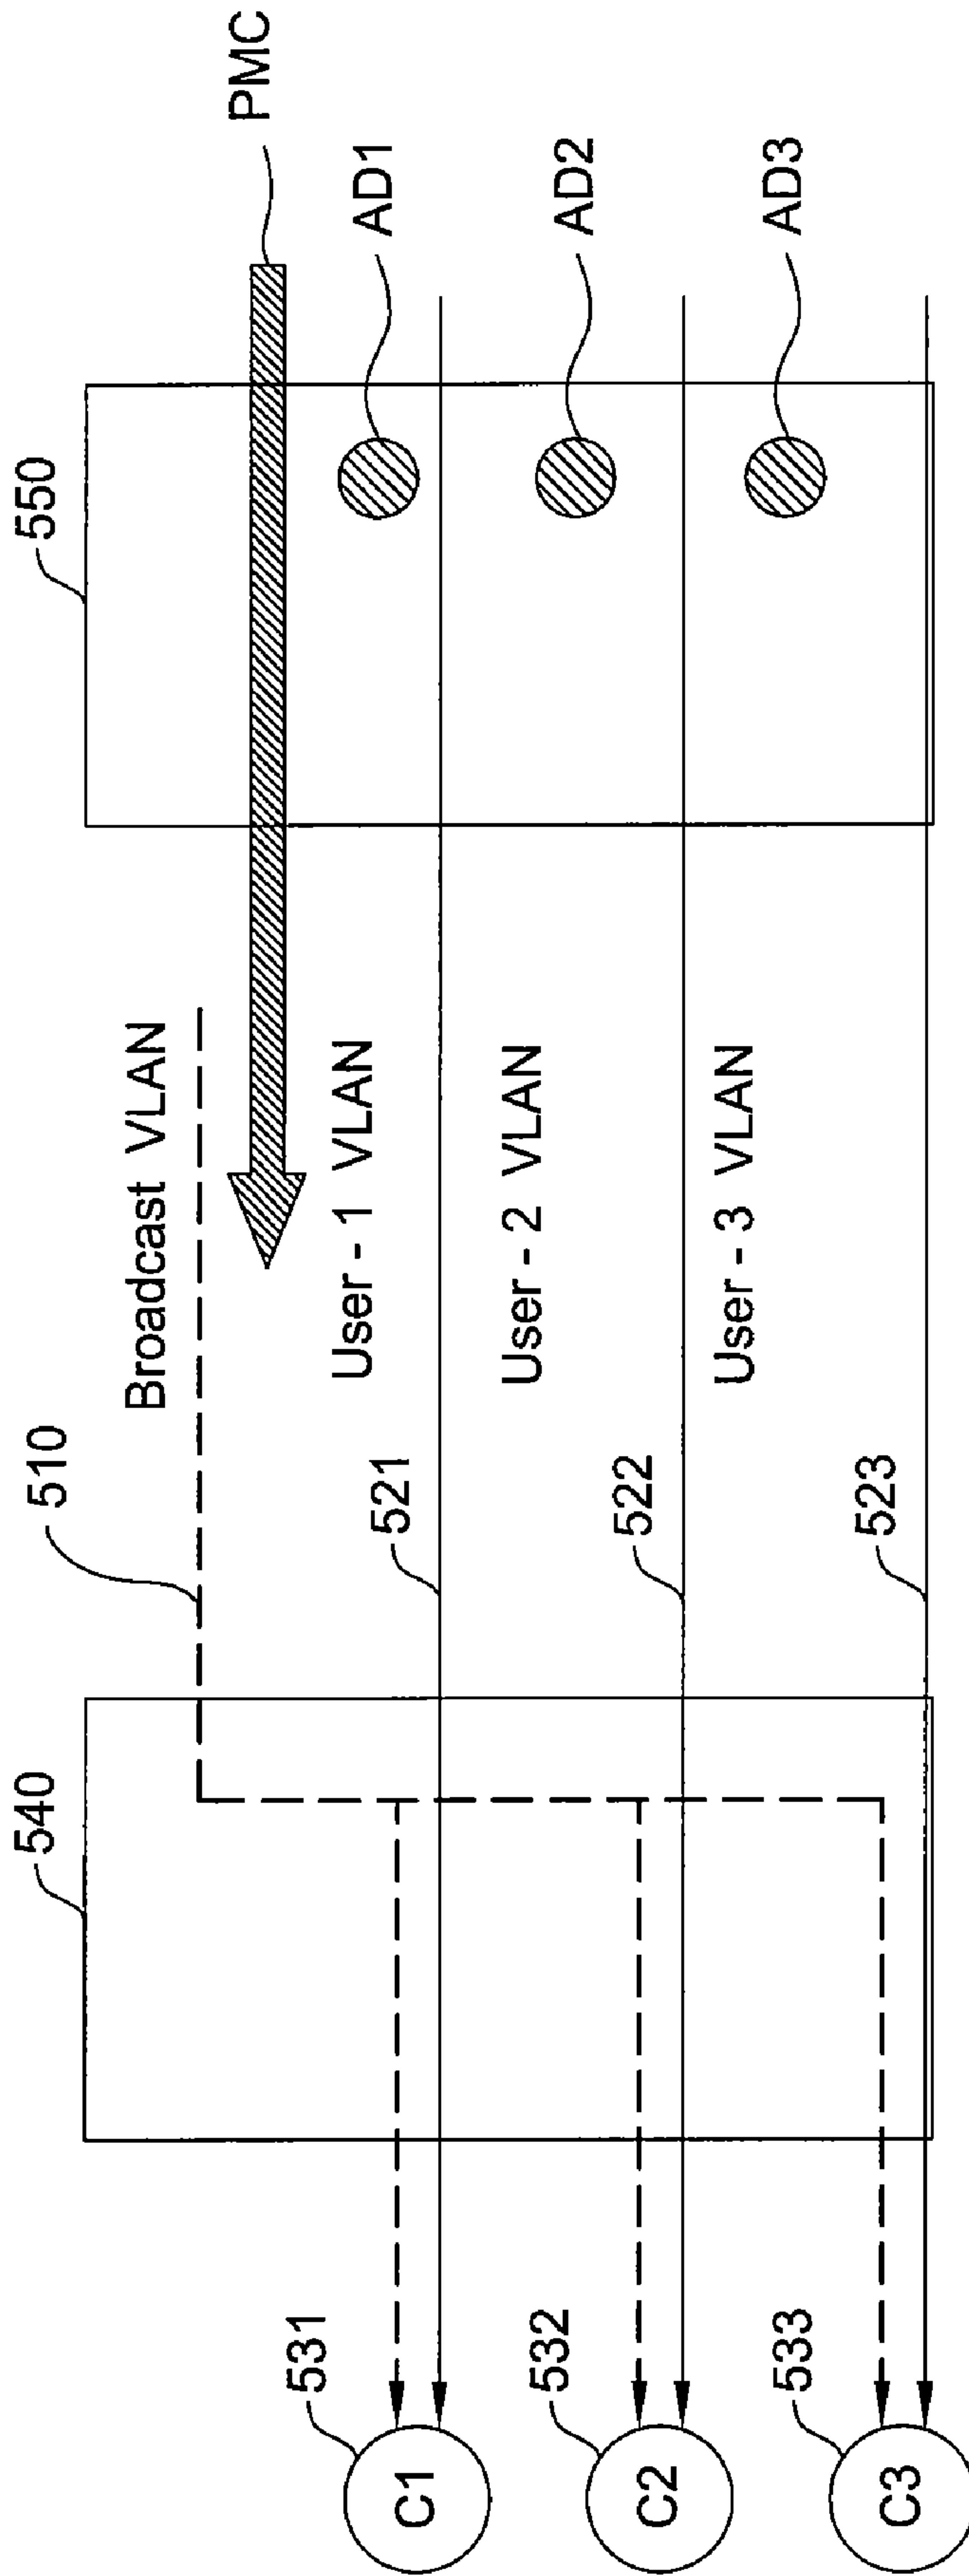 540
510
550
Broadcast VLAN
PMC
531
521
User - 1 VLAN
AD1
C1
532
522
User - 2 VLAN
AD2
C2
533
523
User - 3 VLAN
AD3
C3